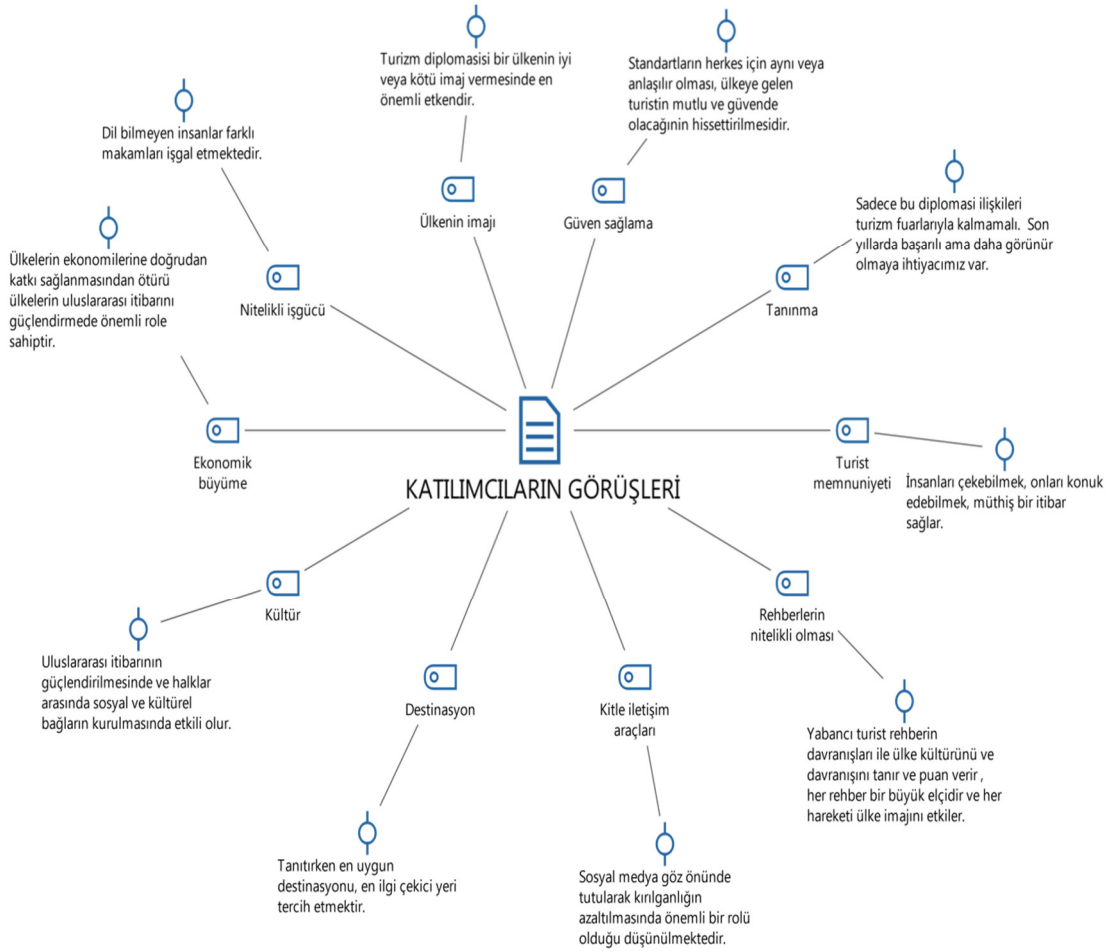 Turizm diplomasisi bir ülkenin iyi
veya kötü imaj vermesinde en
önemli etkendir.
Ülkenin imajı
Standartların herkes için aynı veya
anlaşılır olması, ülkeye gelen
turistin mutlu ve güvende
olacağının hissettirilmesidir.
Güven sağlama
Dil bilmeyen insanlar farklı
makamları işgal etmektedir.
Nitelikli işgücü
Sadece bu diplomasi ilişkileri
turizm fuarlarıyla kalmamalı. Son
yıllarda başarılı ama daha görünür
olmaya ihtiyacımız var.
Tanınma
Ülkelerin ekonomilerine doğrudan
katkı sağlanmasından ötürü
ülkelerin uluslararası itibarını
güçlendirmede önemli role
sahiptir.
Ekonomik
büyüme
KATILIMCILARIN GÖRÜŞLERİ
Turist
memnuniyeti
İnsanları çekebilmek, onları konuk
edebilmek, müthiş bir itibar
sağlar.
Kültür
Uluslararası itibarının
güçlendirilmesinde ve halklar
arasında sosyal ve kültürel
bağların kurulmasında etkili olur.
Destinasyon
Tanıtırken en uygun
destinasyonu, en ilgi çekici yeri
tercih etmektir.
Kitle iletişim
araçları
Sosyal medya göz önünde
tutularak kırılganlığın
azaltılmasında önemli bir rolü
olduğu düşünülmektedir.
Rehberlerin
nitelikli olması
Yabancı turist rehberin
davranışları ile ülke kültürünü ve
davranışını tanır ve puan verir ,
her rehber bir büyük elçidir ve her
hareketi ülke imajını etkiler.